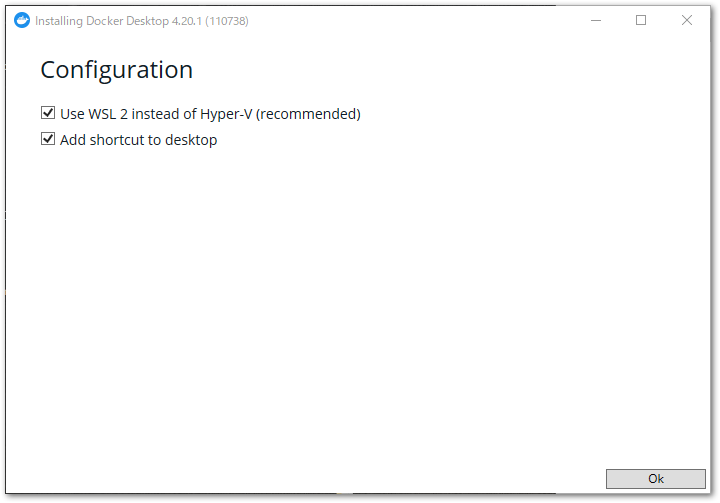 Installing Docker Desktop 4.20.1 (110738)
Configuration
Use WSL 2 instead of Hyper-V (recommended)
Add shortcut to desktop
Ok